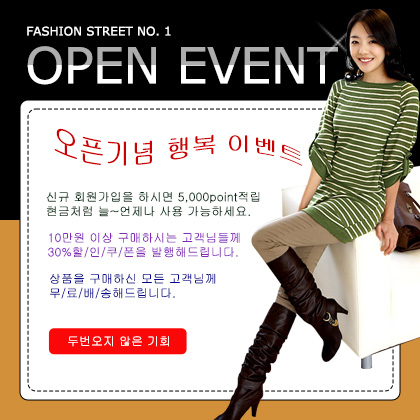 FASHION STREET NO. 1
OPEN EVENT
오픈기념 행복 이벤트
신규 회원가입을 하시면 5,000point적립
현금처럼 늘~언제나 사용 가능하세요.
10만원 이상 구매하시는 고객님들께
30%할/인/쿠/폰을 발행해드립니다.
상품을 구매하신 모든 고객님께
무/료/배/송해드립니다.
두번오지 않은 기회